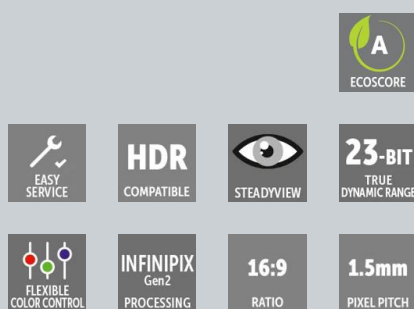 A
ECOSCORE
EASY
SERVICE
HDR
COMPATIBLE
STEADYVIEW
23-BIT
TRUE
DYNAMIC RANGE
FLEXIBLE
COLOR CONTROL
INFINIPIX
Gen2
PROCESSING
16:9
RATIO
1.5mm
PIXEL PITCH